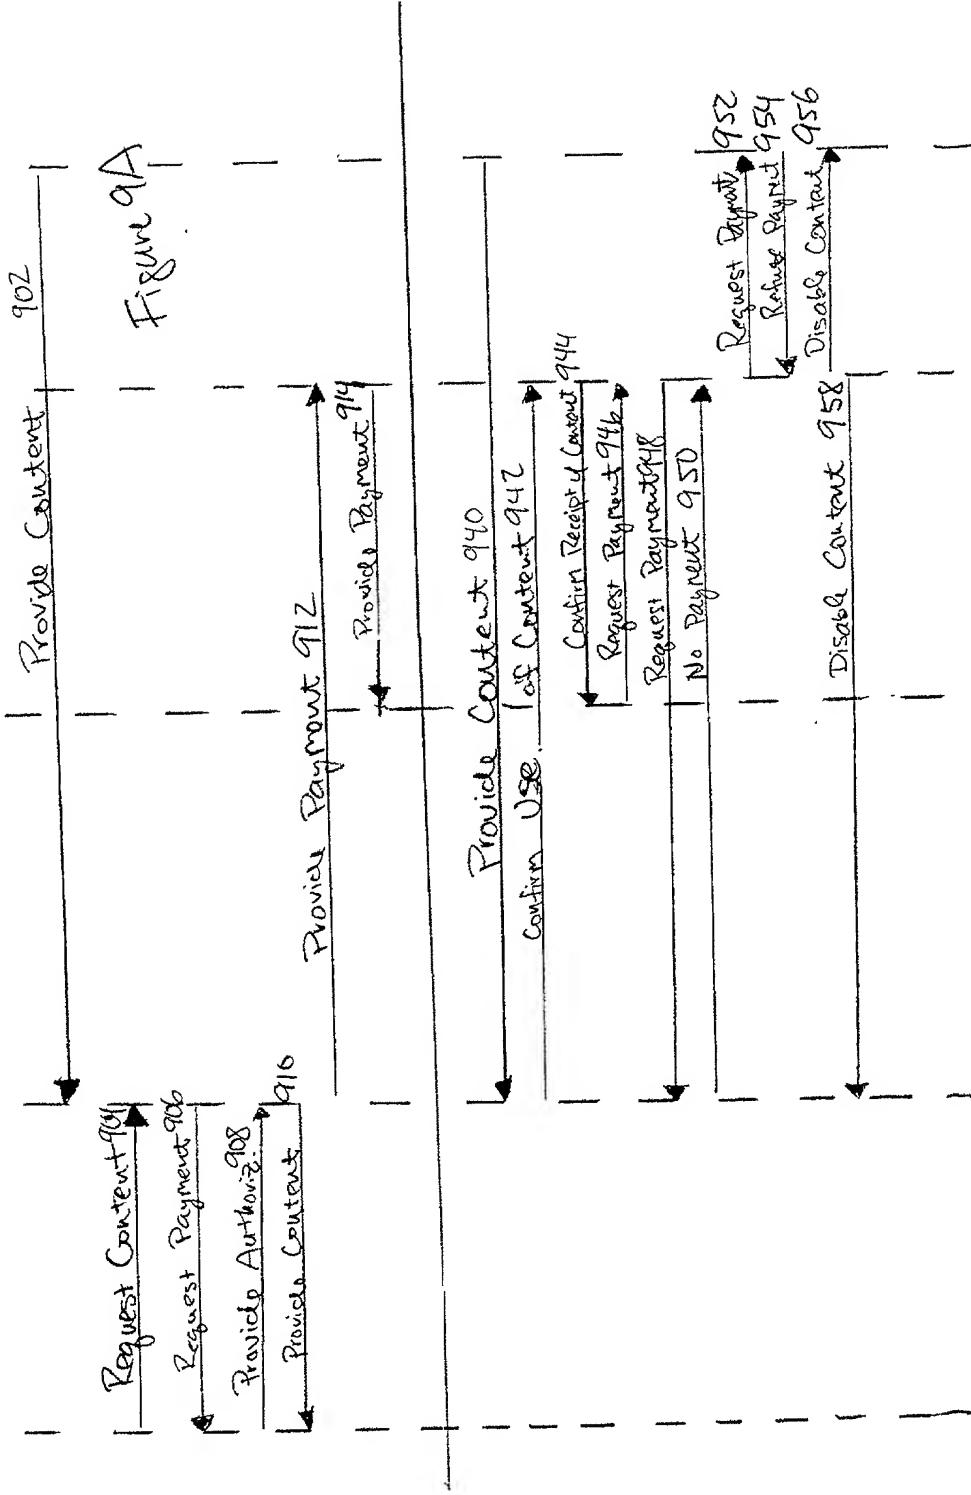 Provide Content 902
Figure 9A
Request Content 904
Request Payment 906
Provide Authoriz. 908
Provide Content 910
Provide Payment 912
Provide Payment 914
Provide Content 940
Confirm Use of Content 942
Confirm Receipt of Content 944
Request Payment 946
Request Payment 948
No Payment 950
Request Payment 952
Refuse Payment 954
Disable Content 956
Disable Content 958